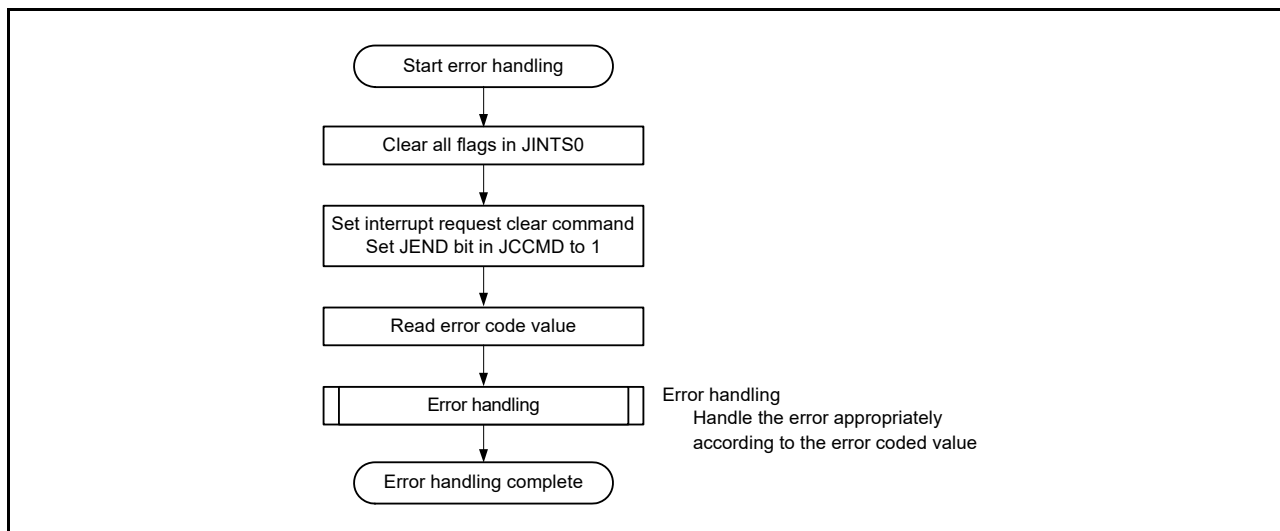 Start error handling
Clear all flags in JINTS0
Set interrupt request clear command
Set JEND bit in JCCMD to 1
Read error code value
Error handling
Error handling
Handle the error appropriately
according to the error coded value
Error handling complete